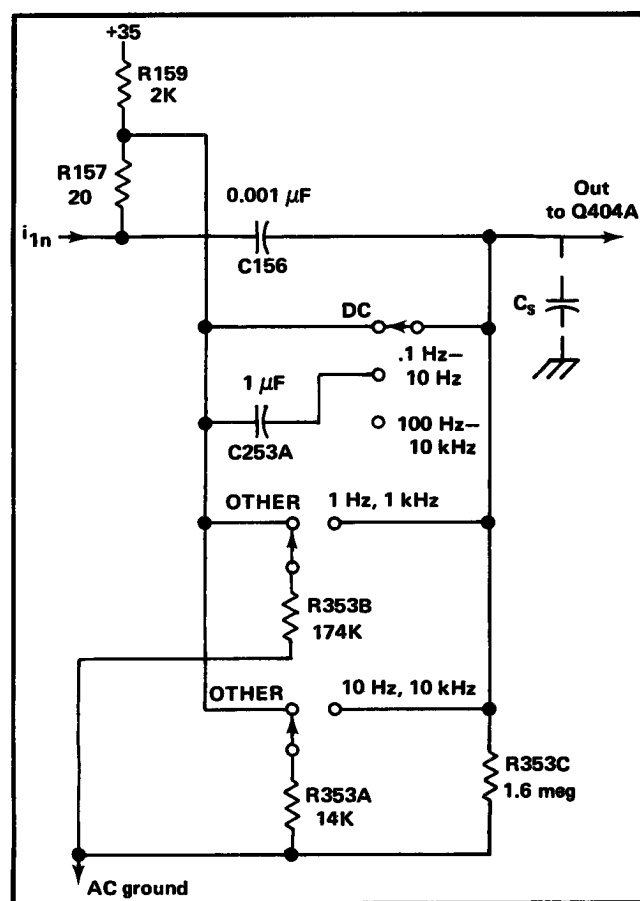 +35
R159
2K
R157
20
0.001 μF
Out
to Q404A
i1n
C156
DC
Cs
.1 Hz–
10 Hz
1 μF
100 Hz–
10 kHz
C253A
OTHER
1 Hz, 1 kHz
R353B
174K
OTHER
10 Hz, 10 kHz
R353C
1.6 meg
R353A
14K
AC ground